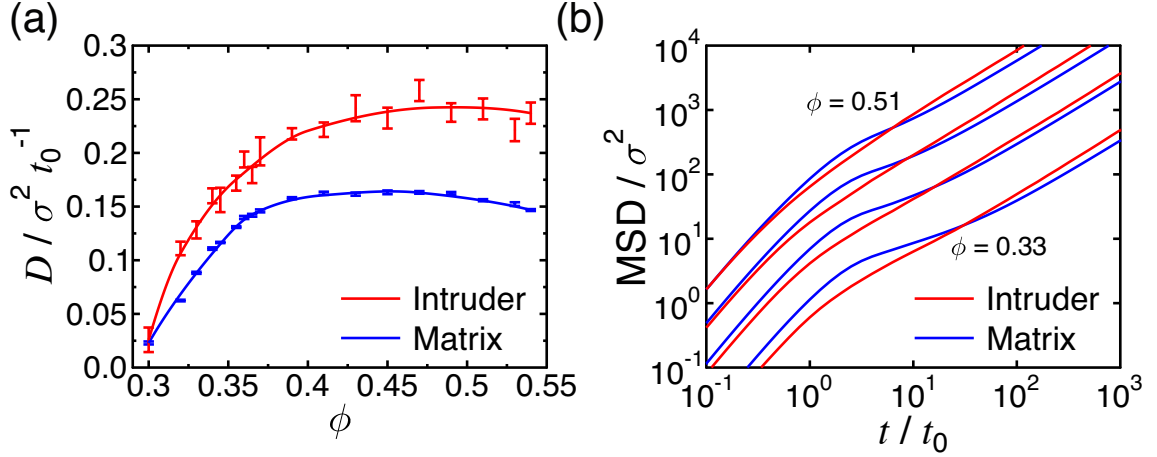 (a)
0.3
0.25
0.2
0.15
0.1
0.05
0.0
D / σ² t₀⁻¹
0.3 0.35 0.4 0.45 0.5 0.55
ϕ
Intruder
Matrix
(b)
10⁴
10³
10²
10¹
10⁰
10⁻¹
MSD / σ²
10⁻¹ 10⁰ 10¹ 10² 10³
t / t₀
ϕ = 0.51
ϕ = 0.33
Intruder
Matrix